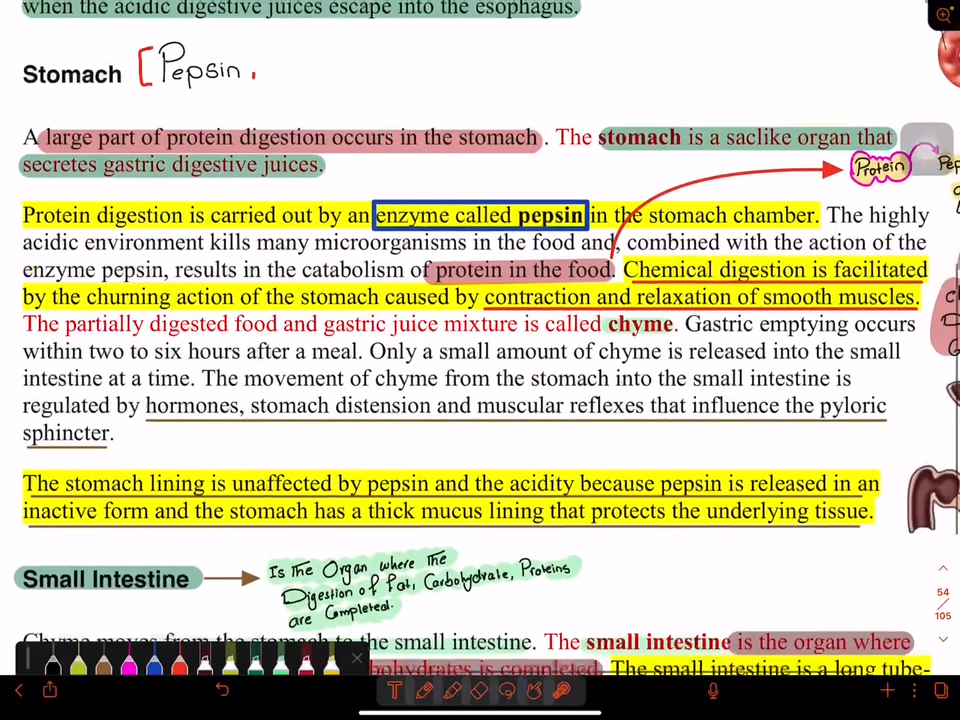 when the acidic digestive juices escape into the esophagus.
Stomach [Pepsin.
A large part of protein digestion occurs in the stomach . The stomach is a saclike organ that
secretes gastric digestive juices.
Protein
Protein digestion is carried out by an enzyme called pepsin in the stomach chamber. The highly
acidic environment kills many microorganisms in the food and, combined with the action of the
enzyme pepsin, results in the catabolism of protein in the food. Chemical digestion is facilitated
by the churning action of the stomach caused by contraction and relaxation of smooth muscles.
The partially digested food and gastric juice mixture is called chyme. Gastric emptying occurs
within two to six hours after a meal. Only a small amount of chyme is released into the small
intestine at a time. The movement of chyme from the stomach into the small intestine is
regulated by hormones, stomach distension and muscular reflexes that influence the pyloric
sphincter.
The stomach lining is unaffected by pepsin and the acidity because pepsin is released in an
inactive form and the stomach has a thick mucus lining that protects the underlying tissue.
Small Intestine
Is The Organ where The
Digestion of fat, Carbohydrate, Proteins
are Completed.
54
105
Chyme moves from the stomach to the small intestine. The small intestine is the organ where
bohydrates is completed. The small intestine is a long tube-